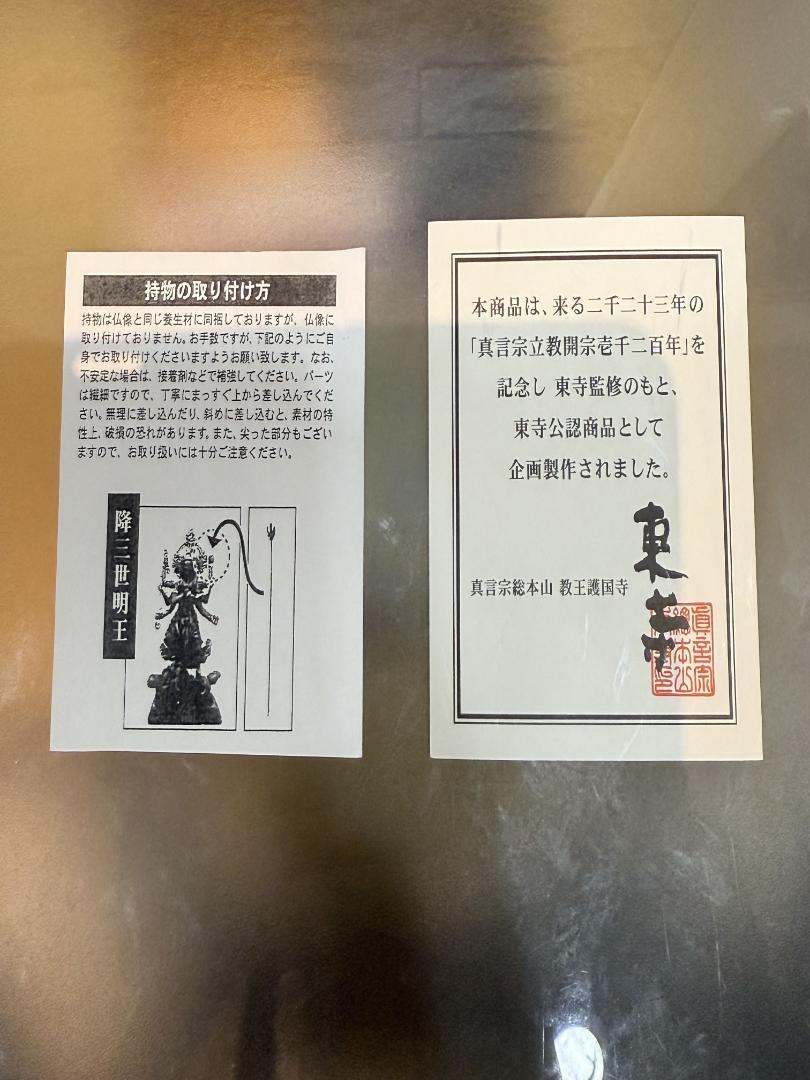 持物の取り付け方
持物は仏像と同じ養生材に同梱しておりますが、仏像に
取り付けておりません。お手数ですが、下記のようにご自
身でお取り付けくださいますようお願い致します。なお、
不安定な場合は、接着剤などで補強してください。パーツ
は繊細ですので、丁寧にまっすぐ上から差し込んでくだ
さい。無理に差し込んだり、斜めに差し込むと、素材の特
性上、破損の恐れがあります。また、尖った部分もござい
ますので、お取り扱いには十分ご注意ください。
降三世明王
本商品は、来る二千二十三年の
「真言宗立教開宗壱千二百年」を
記念し 東寺監修のもと、
東寺公認商品として
企画製作されました。
真言宗総本山 教王護国寺
東寺
眞言宗
總本山